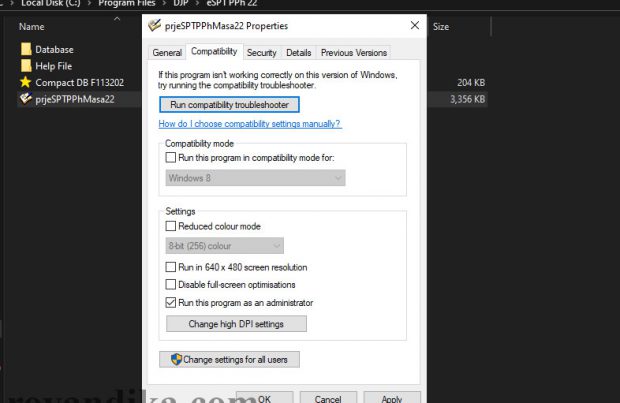 Local Disk (C:) > Program Files > DJP > eSPT PPh 22
Name
Size
Database
Help File
Compact DB F113202
204 KB
prjeSPTPPhMasa22
3,356 KB
prjeSPTPPhMasa22 Properties
General
Compatibility
Security
Details
Previous Versions
If this program isn't working correctly on this version of Windows,
try running the compatibility troubleshooter.
Run compatibility troubleshooter
How do I choose compatibility settings manually?
Compatibility mode
Run this program in compatibility mode for:
Windows 8
Settings
Reduced colour mode
8-bit (256) colour
Run in 640 x 480 screen resolution
Disable full-screen optimisations
Run this program as an administrator
Change high DPI settings
Change settings for all users
OK
Cancel
Apply